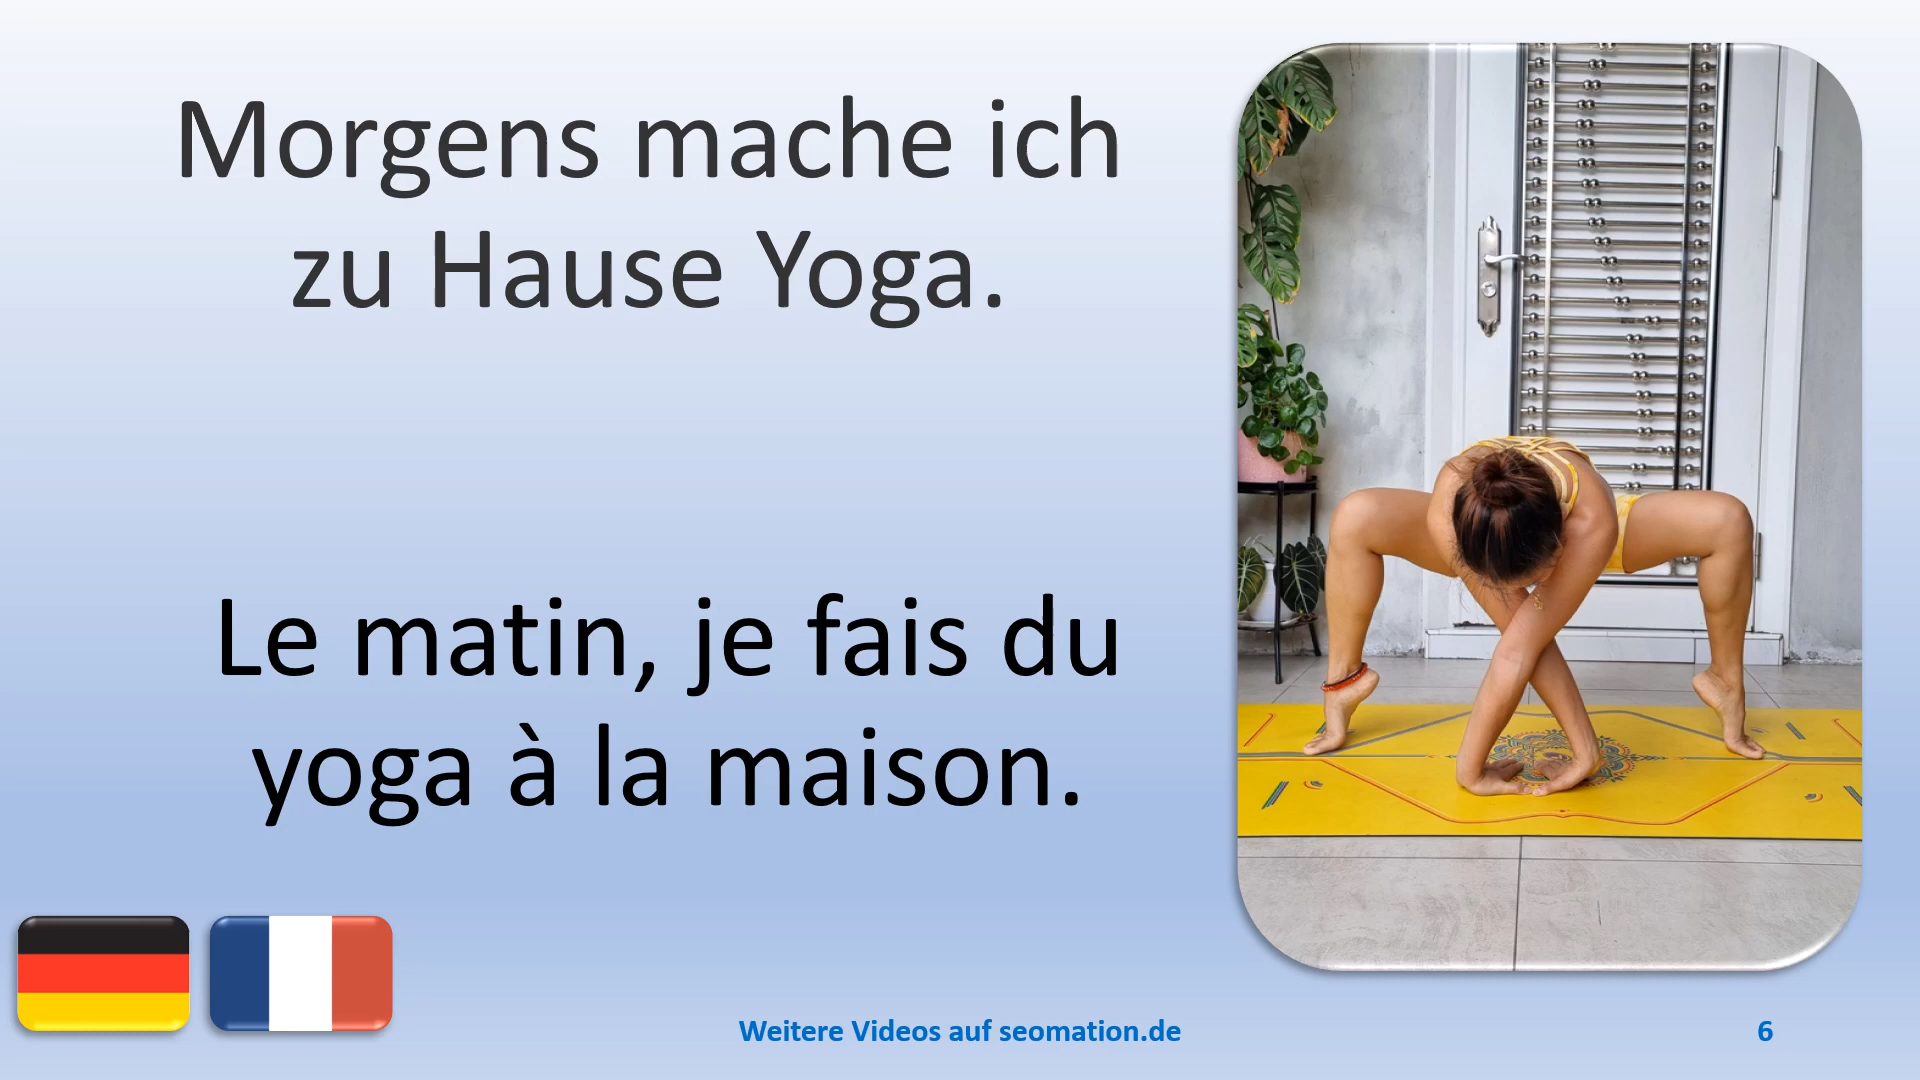 Morgens mache ich
zu Hause Yoga.
Le matin, je fais du
yoga à la maison.
Weitere Videos auf seomation.de
6